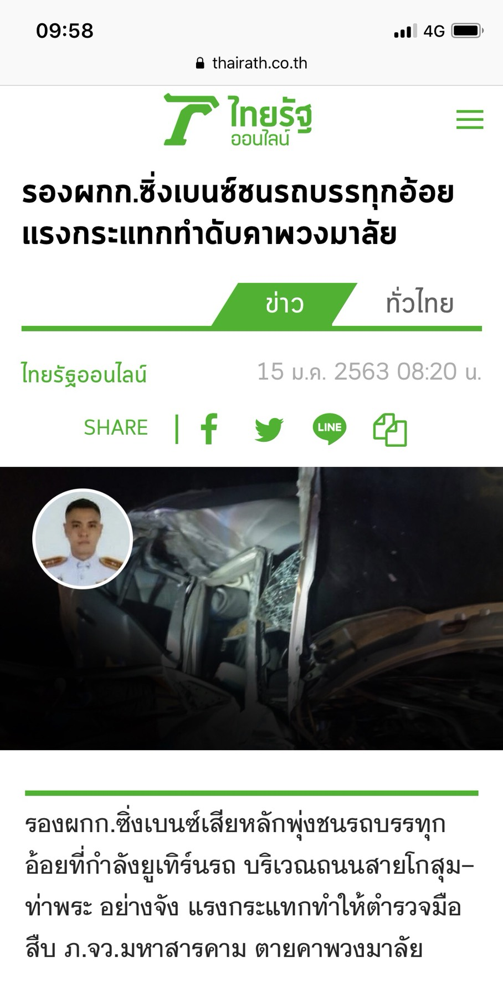 09:58
4G
thairath.co.th
ไทยรัฐ
ออนไลน์
รองผกก.ซิ่งเบนซ์ชนรถบรรทุกอ้อย
แรงกระแทกทำดับคาพวงมาลัย
ข่าว ทั่วไทย
ไทยรัฐออนไลน์ 15 ม.ค. 2563 08:20 น.
SHARE
LINE
รองผกก.ซิ่งเบนซ์เสียหลักพุ่งชนรถบรรทุก
อ้อยที่กำลังยูเทิร์นรถ บริเวณถนนสายโกสุม–
ท่าพระ อย่างจัง แรงกระแทกทำให้ตำรวจมือ
สืบ ภ.จว.มหาสารคาม ตายคาพวงมาลัย